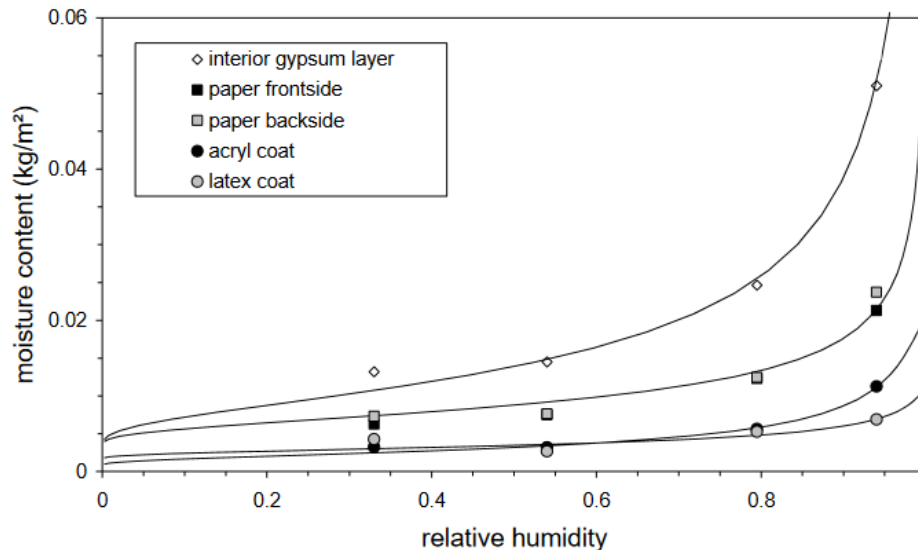 0.06
0.04
0.02
0
moisture content (kg/m²)
interior gypsum layer
paper frontside
paper backside
acryl coat
latex coat
0 0.2 0.4 0.6 0.8
relative humidity